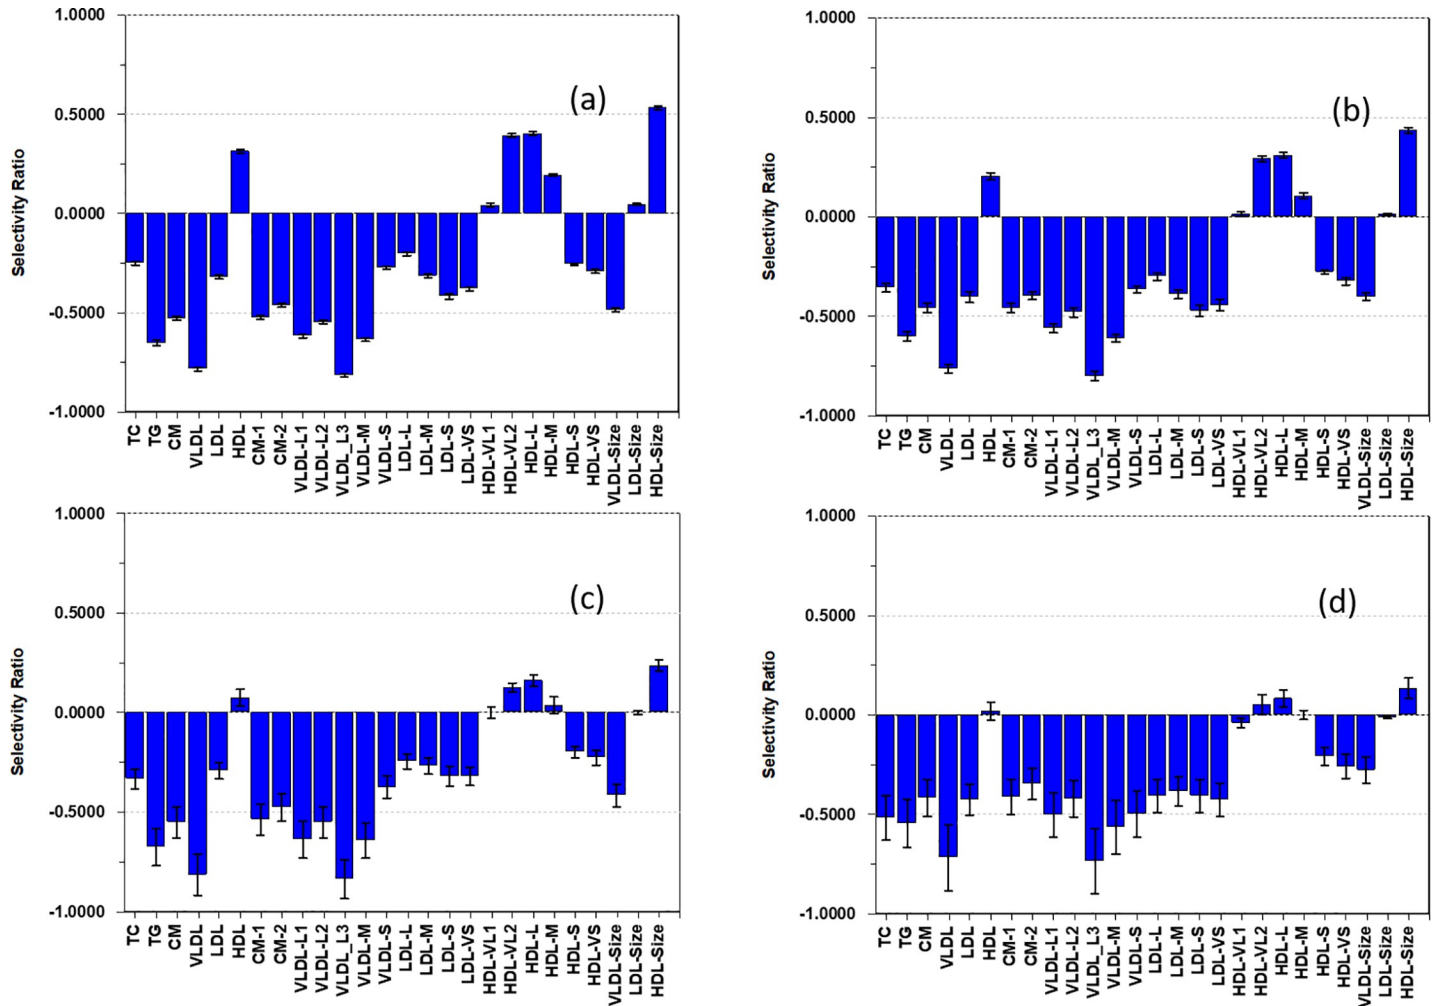 Selectivity Ratio
1.0000
0.5000
0.0000
-0.5000
-1.0000
(a)
TC TG CM VLDL LDL HDL CM-1 CM-2 VLDL-L1 VLDL-L2 VLDL_L3 VLDL-M VLDL-S LDL-L LDL-M LDL-S LDL-VS HDL-VL1 HDL-VL2 HDL-L HDL-M HDL-S HDL-VS VLDL-Size LDL-Size HDL-Size
Selectivity Ratio
1.0000
0.5000
0.0000
-0.5000
-1.0000
(b)
TC TG CM VLDL LDL HDL CM-1 CM-2 VLDL-L1 VLDL-L2 VLDL_L3 VLDL-M VLDL-S LDL-L LDL-M LDL-S LDL-VS HDL-VL1 HDL-VL2 HDL-L HDL-M HDL-S HDL-VS VLDL-Size LDL-Size HDL-Size
Selectivity Ratio
1.0000
0.5000
0.0000
-0.5000
-1.0000
(c)
TC TG CM VLDL LDL HDL CM-1 CM-2 VLDL-L1 VLDL-L2 VLDL_L3 VLDL-M VLDL-S LDL-L LDL-M LDL-S LDL-VS HDL-VL1 HDL-VL2 HDL-L HDL-M HDL-S HDL-VS VLDL-Size LDL-Size HDL-Size
Selectivity Ratio
1.0000
0.5000
0.0000
-0.5000
-1.0000
(d)
TC TG CM VLDL LDL HDL CM-1 CM-2 VLDL-L1 VLDL-L2 VLDL_L3 VLDL-M VLDL-S LDL-L LDL-M LDL-S LDL-VS HDL-VL1 HDL-VL2 HDL-L HDL-M HDL-S HDL-VS VLDL-Size LDL-Size HDL-Size